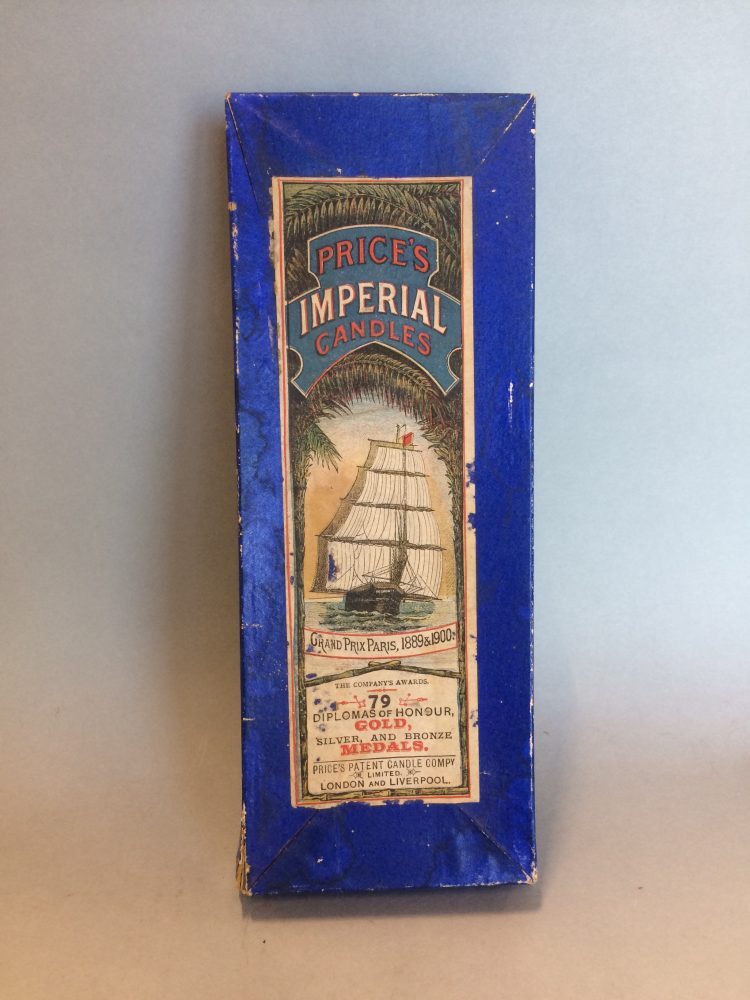 PRICE'S
IMPERIAL
CANDLES
GRAND PRIX PARIS, 1889 & 1900.
THE COMPANY'S AWARDS.
79
DIPLOMAS OF HONOUR,
GOLD,
SILVER, AND BRONZE
MEDALS.
PRICE'S PATENT CANDLE COMPY
LIMITED.
LONDON AND LIVERPOOL.